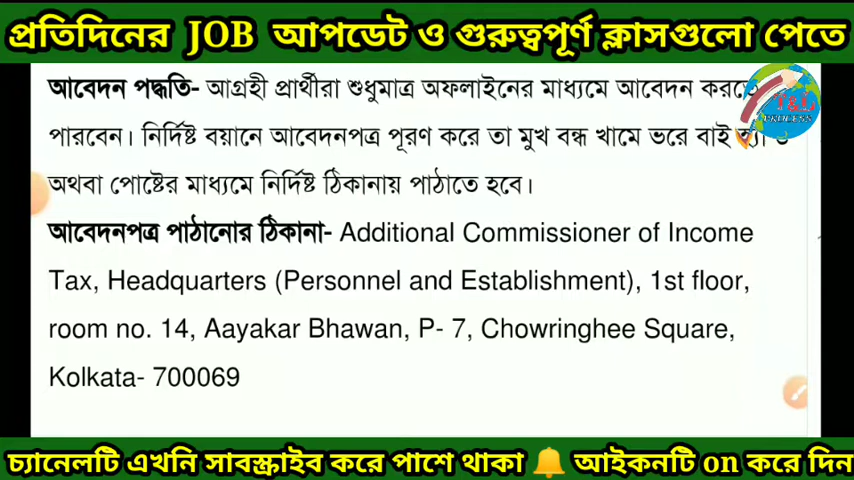 প্রতিদিনের JOB আপডেট ও গুরুত্বপূর্ণ ক্লাসগুলো পেতে
আবেদন পদ্ধতি- আগ্রহী প্রার্থীরা শুধুমাত্র অফলাইনের মাধ্যমে আবেদন করতে
পারবেন। নির্দিষ্ট বয়ানে আবেদনপত্র পূরণ করে তা মুখ বন্ধ খামে ভরে বাই
অথবা পোষ্টের মাধ্যমে নির্দিষ্ট ঠিকানায় পাঠাতে হবে।
আবেদনপত্র পাঠানোর ঠিকানা- Additional Commissioner of Income
Tax, Headquarters (Personnel and Establishment), 1st floor,
room no. 14, Aayakar Bhawan, P- 7, Chowringhee Square,
Kolkata- 700069
T&L
PROCESS
চ্যানেলটি এখনি সাবস্ক্রাইব করে পাশে থাকা 🔔 আইকনটি on করে দিন